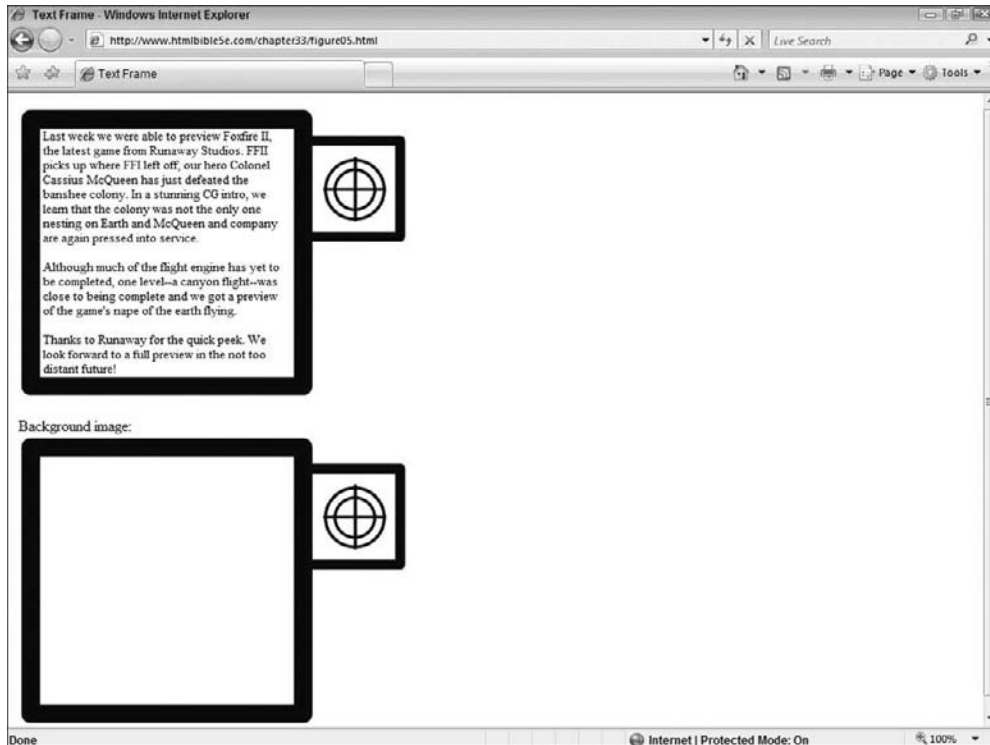 Text Frame - Windows Internet Explorer
http://www.htmlbible5e.com/chapter33/figure05.html
Live Search
Text Frame
Page
Tools
Last week we were able to preview Foxfire II,
the latest game from Runaway Studios. FFII
picks up where FFI left off, our hero Colonel
Cassius McQueen has just defeated the
banshee colony. In a stunning CG intro, we
learn that the colony was not the only one
nesting on Earth and McQueen and company
are again pressed into service.
Although much of the flight engine has yet to
be completed, one level--a canyon flight--was
close to being complete and we got a preview
of the game's nape of the earth flying.
Thanks to Runaway for the quick peek. We
look forward to a full preview in the not too
distant future!
Background image:
Done
Internet | Protected Mode: On
100%